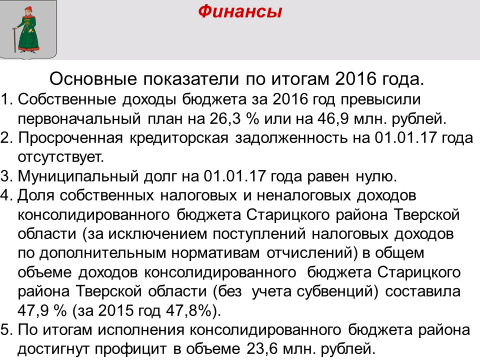 Финансы
Основные показатели по итогам 2016 года.
1. Собственные доходы бюджета за 2016 год превысили
первоначальный план на 26,3 % или на 46,9 млн. рублей.
2. Просроченная кредиторская задолженность на 01.01.17 года
отсутствует.
3. Муниципальный долг на 01.01.17 года равен нулю.
4. Доля собственных налоговых и неналоговых доходов
консолидированного бюджета Старицкого района Тверской
области (за исключением поступлений налоговых доходов
по дополнительным нормативам отчислений) в общем
объеме доходов консолидированного бюджета Старицкого
района Тверской области (без учета субвенций) составила
47,9 % (за 2015 год 47,8%).
5. По итогам исполнения консолидированного бюджета района
достигнут профицит в объеме 23,6 млн. рублей.